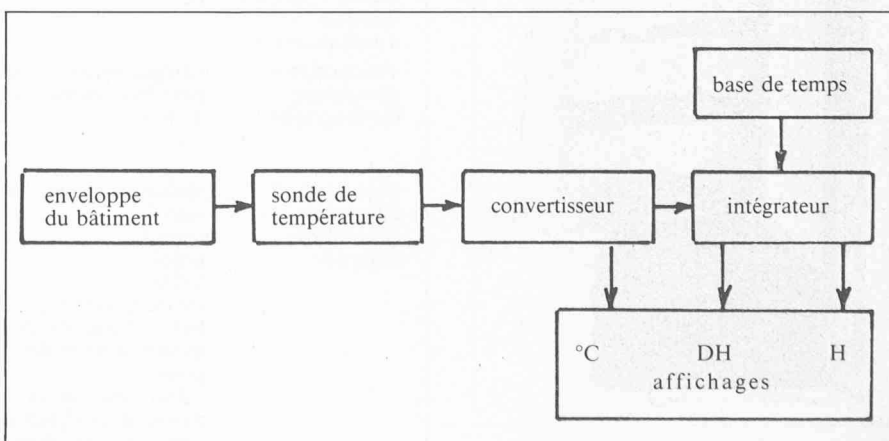 base de temps
enveloppe
du bâtiment
sonde de
température
convertisseur
intégrateur
°C DH H
affichages